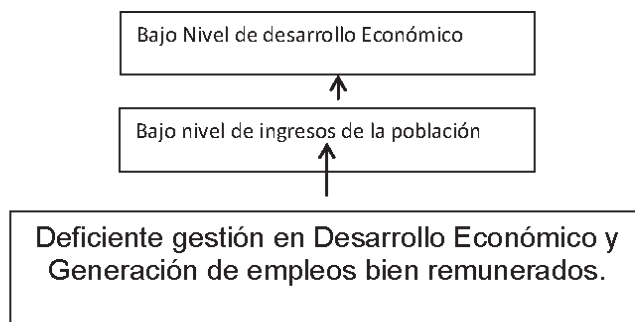 Bajo Nivel de desarrollo Económico
Bajo nivel de ingresos de la población
Deficiente gestión en Desarrollo Económico y
Generación de empleos bien remunerados.